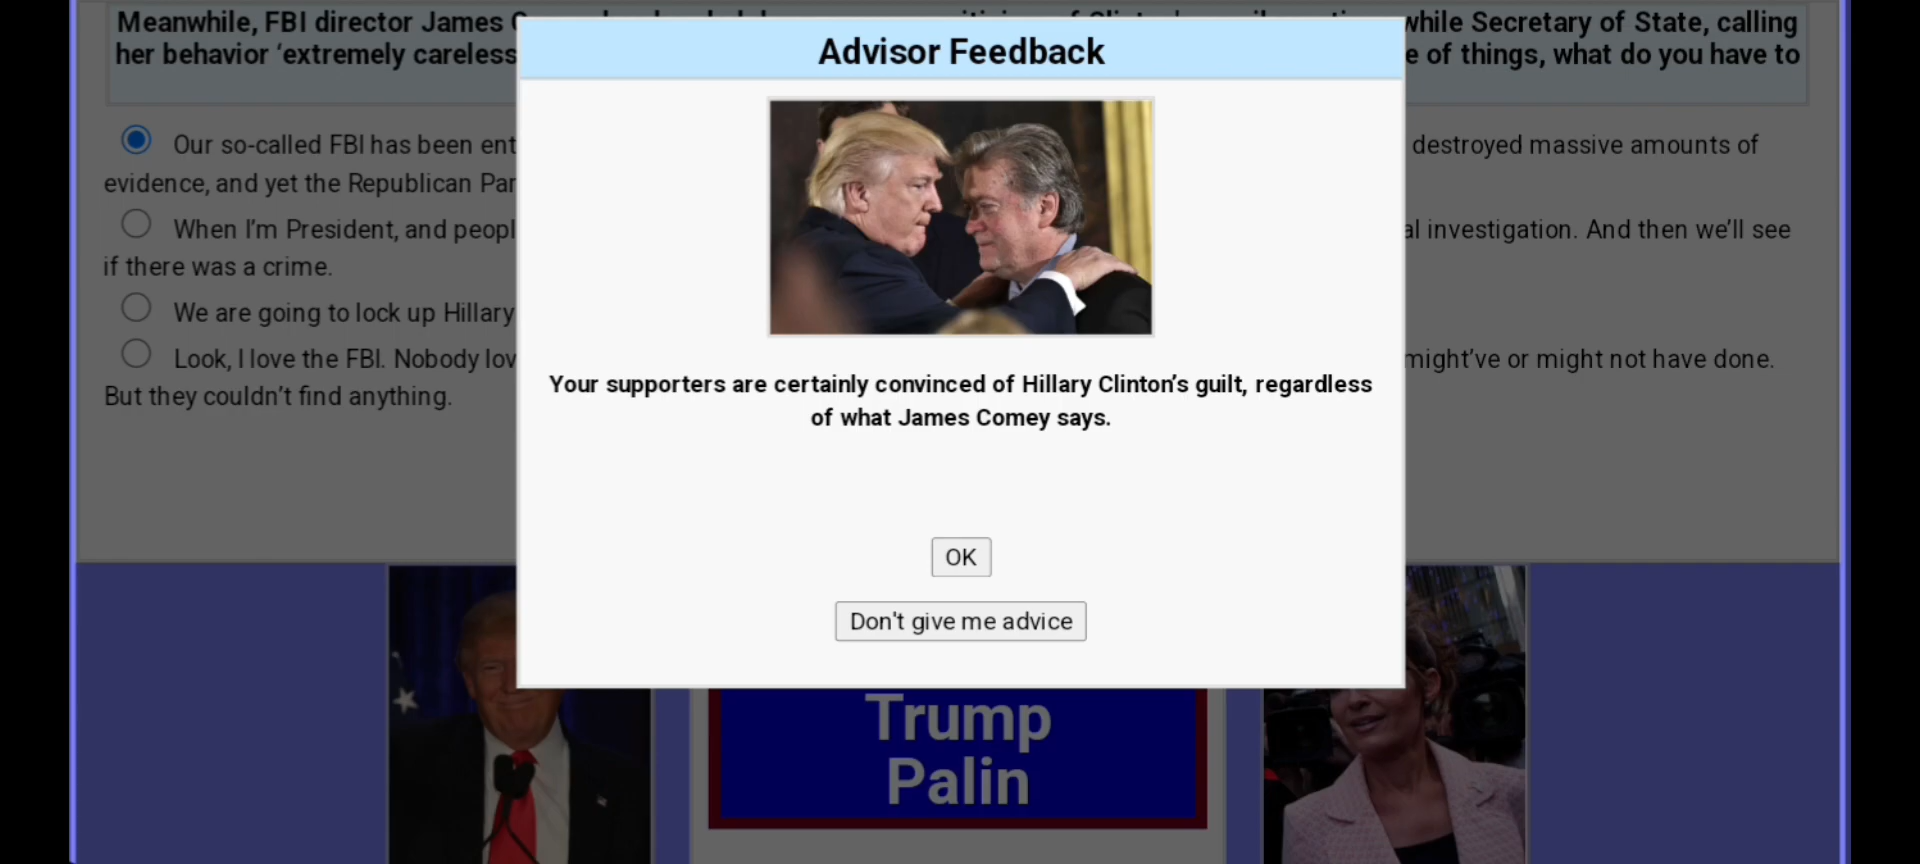 Meanwhile, FBI director James while Secretary of State, calling
her behavior ‘extremely careless of things, what do you have to
Our so-called FBI has been destroyed massive amounts of
evidence, and yet the Republican
When I’m President, and investigation. And then we’ll see
if there was a crime.
We are going to lock up Hillary
Look, I love the FBI. Nobody might’ve or might not have done.
But they couldn’t find anything.
Advisor Feedback
Your supporters are certainly convinced of Hillary Clinton’s guilt, regardless
of what James Comey says.
OK
Don't give me advice
Trump
Palin